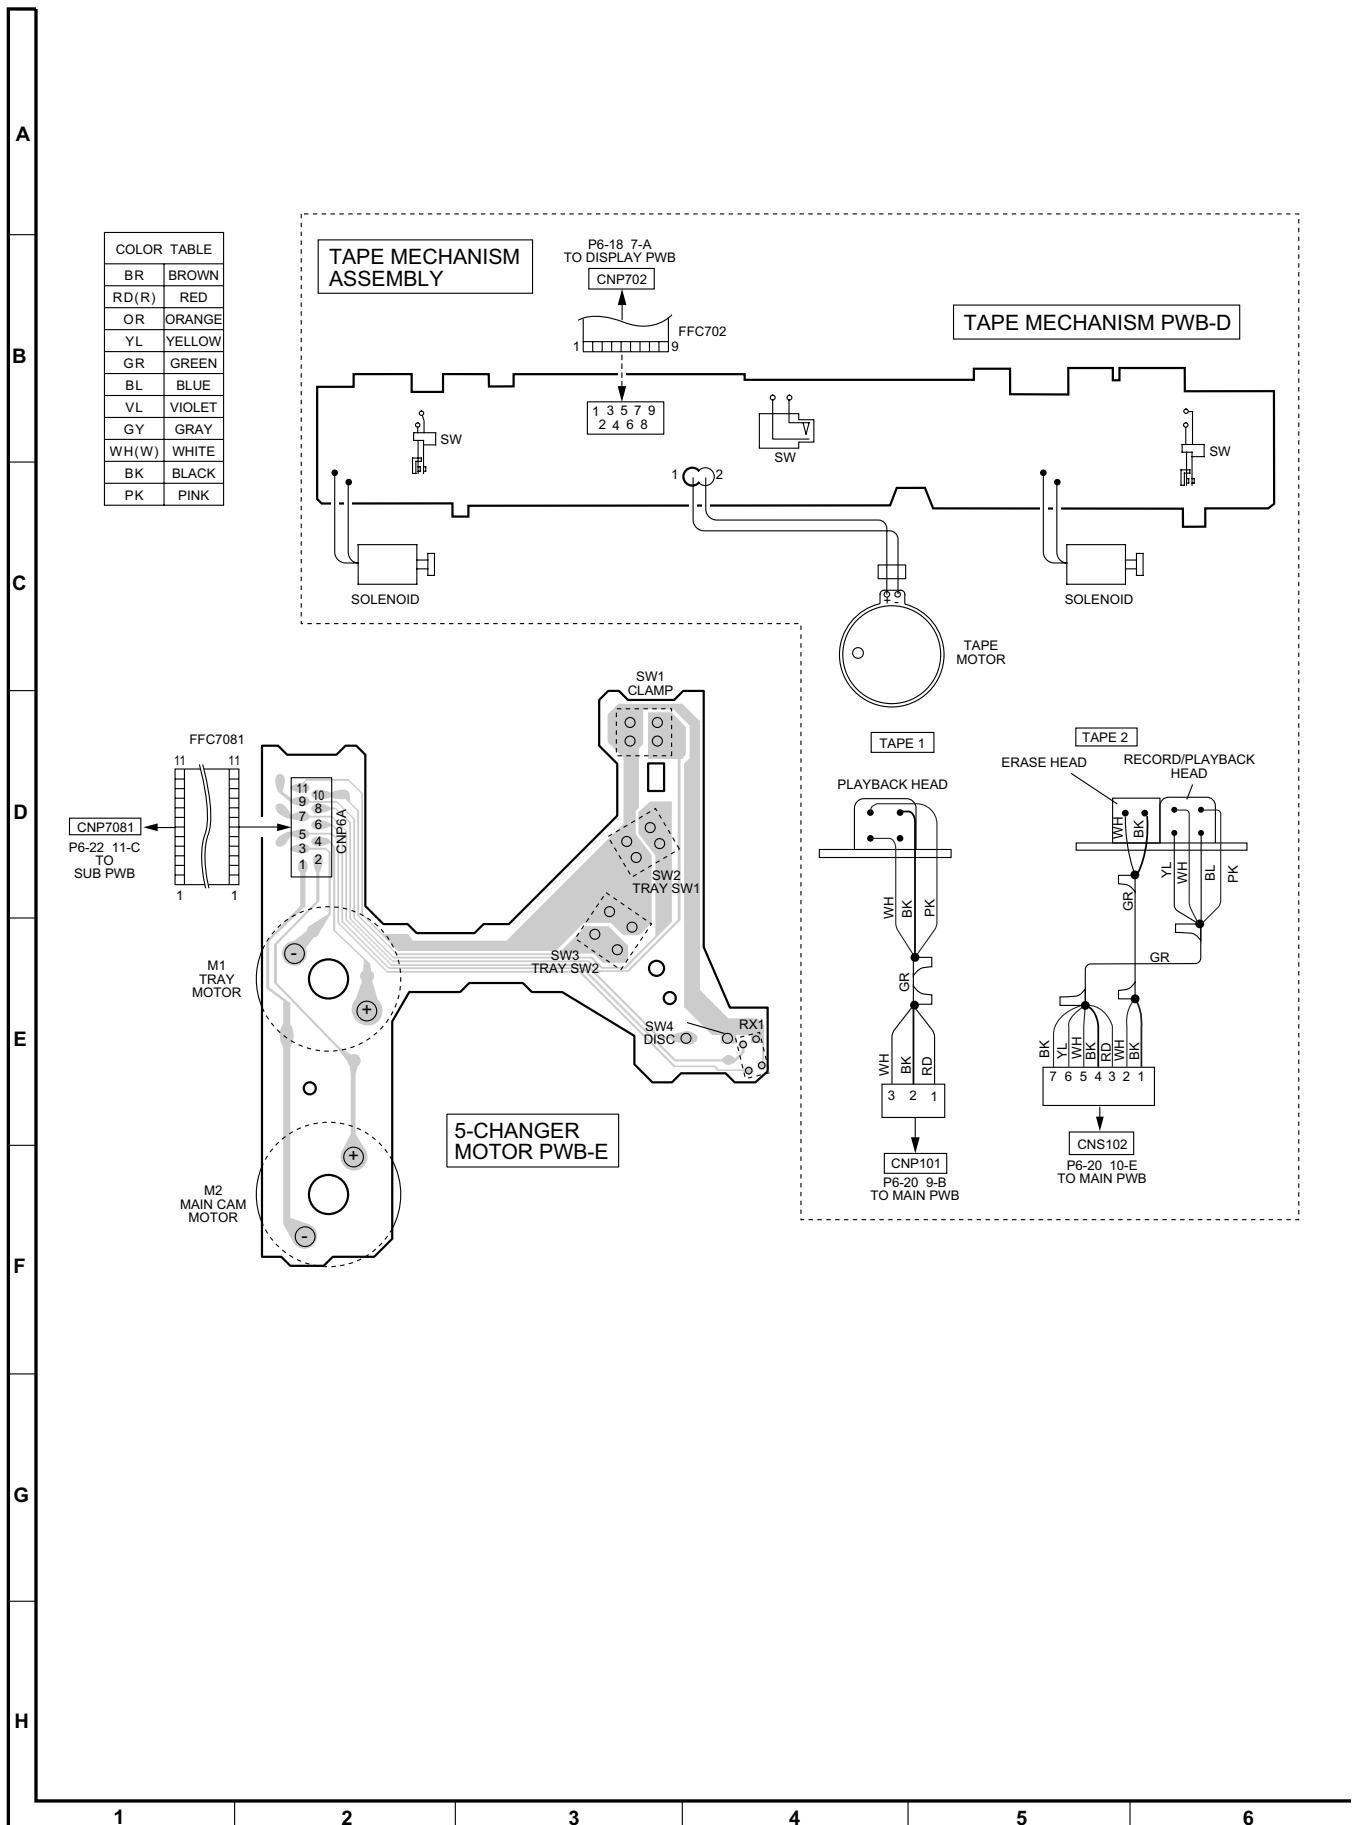 A
B
C
D
E
F
G
H
1 2 3 4 5 6
COLOR TABLE
BR BROWN
RD(R) RED
OR ORANGE
YL YELLOW
GR GREEN
BL BLUE
VL VIOLET
GY GRAY
WH(W) WHITE
BK BLACK
PK PINK
TAPE MECHANISM
ASSEMBLY
P6-18 7-A
TO DISPLAY PWB
CNP702
FFC702
1 9
TAPE MECHANISM PWB-D
1 3 5 7 9
2 4 6 8
SW
SW
SW
1 2
SOLENOID
SOLENOID
+ -
TAPE
MOTOR
SW1
CLAMP
FFC7081
11 11
1 1
CNP7081
P6-22 11-C
TO
SUB PWB
11
10
9
8
7
6
5
4
3
2
1
CNP6A
SW2
TRAY SW1
SW3
TRAY SW2
SW4
DISC
RX1
M1
TRAY
MOTOR
-
+
M2
MAIN CAM
MOTOR
+
-
5-CHANGER
MOTOR PWB-E
TAPE 1
PLAYBACK HEAD
WH BK PK
GR
WH BK RD
3 2 1
CNP101
P6-20 9-B
TO MAIN PWB
TAPE 2
ERASE HEAD
RECORD/PLAYBACK
HEAD
WH BK
YL WH BL PK
GR
GR
BK YL WH BK RD WH BK
7 6 5 4 3 2 1
CNS102
P6-20 10-E
TO MAIN PWB